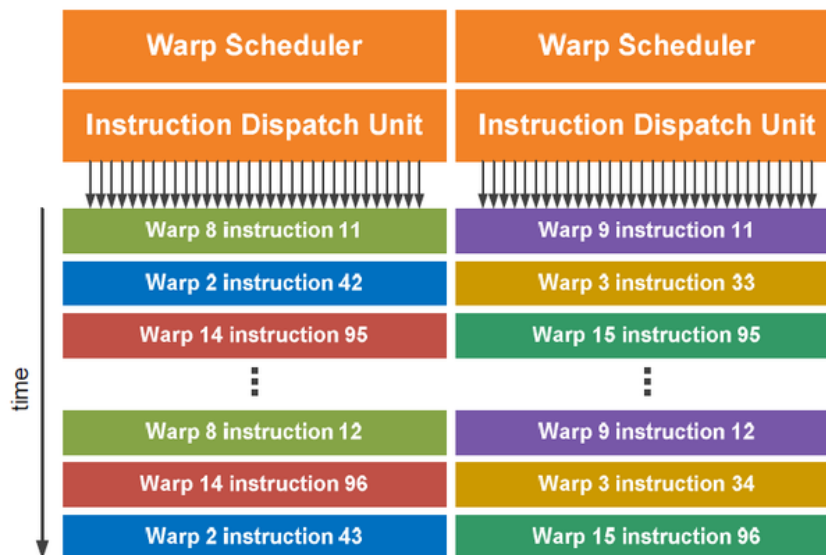 Warp Scheduler
Warp Scheduler
Instruction Dispatch Unit
Instruction Dispatch Unit
time
Warp 8 instruction 11
Warp 9 instruction 11
Warp 2 instruction 42
Warp 3 instruction 33
Warp 14 instruction 95
Warp 15 instruction 95
Warp 8 instruction 12
Warp 9 instruction 12
Warp 14 instruction 96
Warp 3 instruction 34
Warp 2 instruction 43
Warp 15 instruction 96